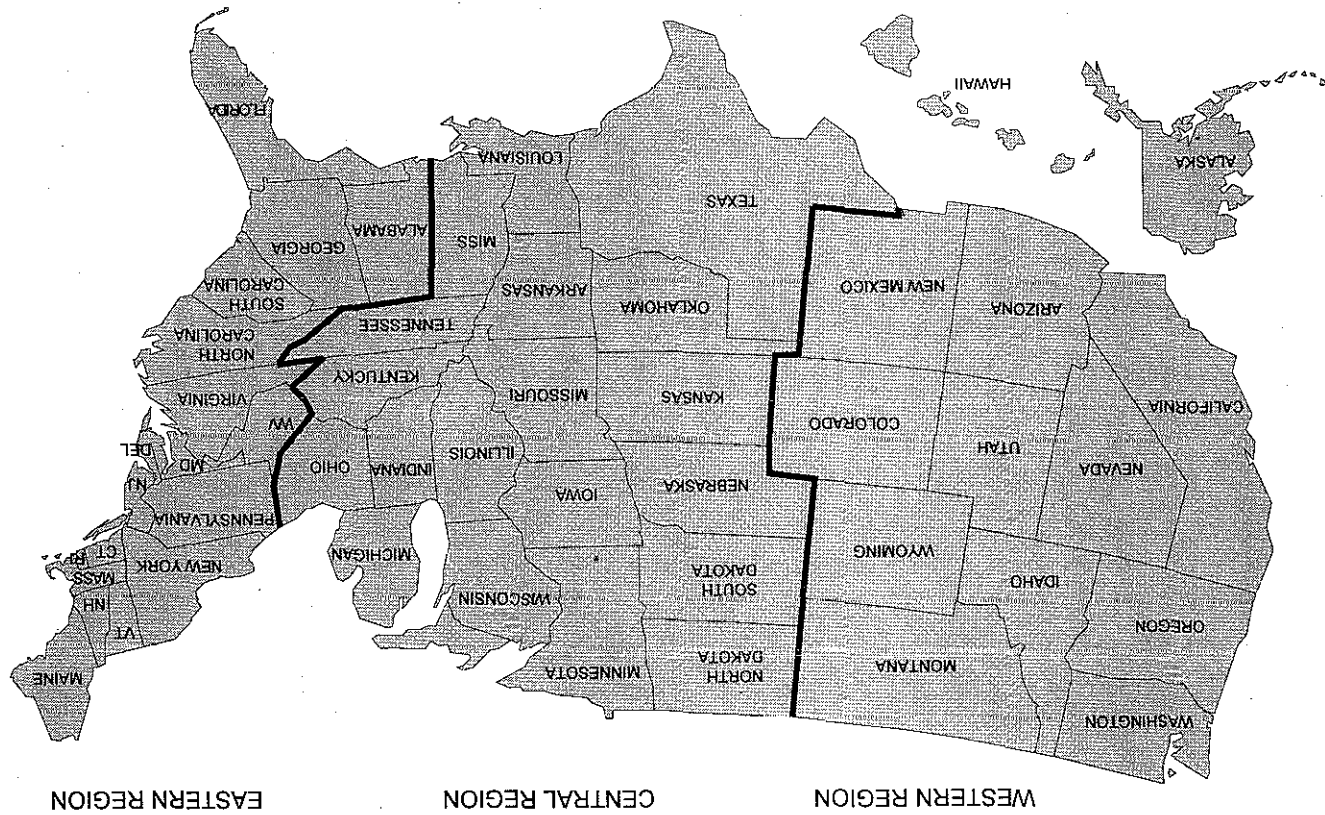 WESTERN REGION
CENTRAL REGION
EASTERN REGION
WASHINGTON
MONTANA
NORTH
DAKOTA
MINNESOTA
MAINE
OREGON
IDAHO
WYOMING
SOUTH
DAKOTA
WISCONSIN
MICHIGAN
NEW YORK
VT
NH
MASS
CT
RI
NEVADA
UTAH
COLORADO
NEBRASKA
IOWA
ILLINOIS
INDIANA
OHIO
PENNSYLVANIA
NJ
MD
DEL
WV
VIRGINIA
CALIFORNIA
KANSAS
MISSOURI
KENTUCKY
NORTH
CAROLINA
ARIZONA
NEW MEXICO
OKLAHOMA
ARKANSAS
TENNESSEE
SOUTH
CAROLINA
TEXAS
MISS
ALABAMA
GEORGIA
LOUISIANA
ALASKA
HAWAII
FLORIDA